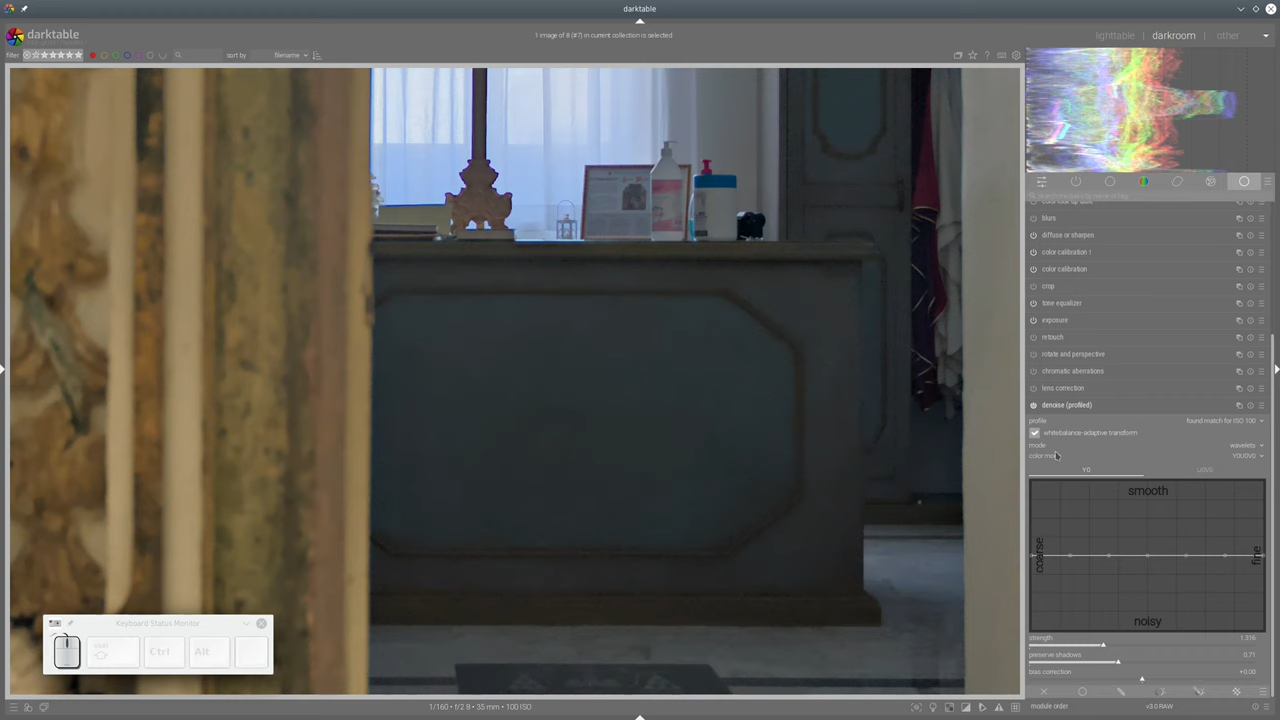 darktable
darktable
1 image of 8 (#7) in current collection is selected
lighttable | darkroom | other
filter
sort by filename
blurs
diffuse or sharpen
color calibration 1
color calibration
crop
tone equalizer
exposure
retouch
rotate and perspective
chromatic aberrations
lens correction
denoise (profiled)
profile found match for ISO 100
whitebalance-adaptive transform
mode wavelets
color mo Y0U0V0
Y0 U0V0
smooth
coarse
fine
noisy
strength 1.316
preserve shadows 0.71
bias correction +0.00
Keyboard Status Monitor
Shift
Ctrl
Alt
1/160 • f/2.8 • 35 mm • 100 ISO
module order v3.0 RAW